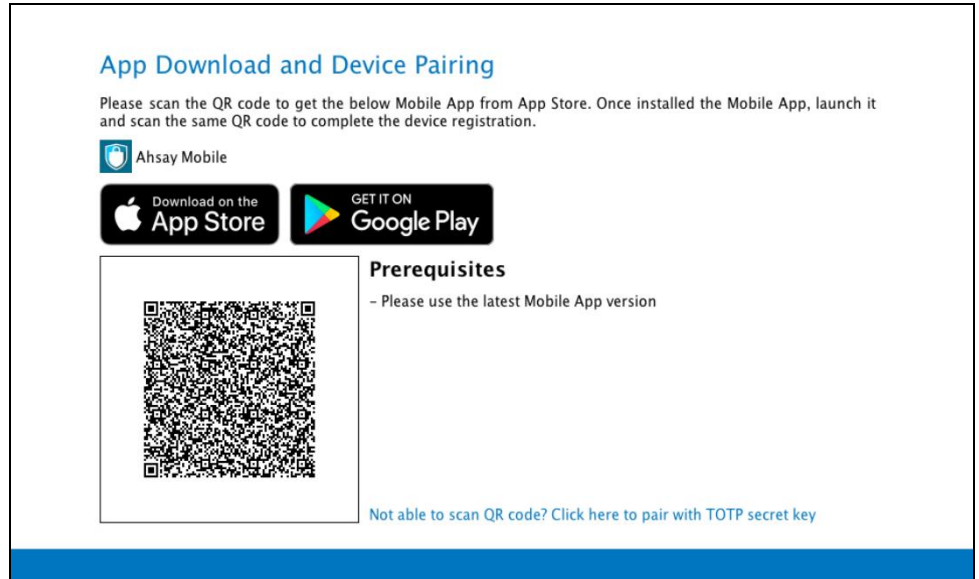 App Download and Device Pairing
Please scan the QR code to get the below Mobile App from App Store. Once installed the Mobile App, launch it
and scan the same QR code to complete the device registration.
Ahsay Mobile
Download on the
App Store
GET IT ON
Google Play
Prerequisites
– Please use the latest Mobile App version
Not able to scan QR code? Click here to pair with TOTP secret key